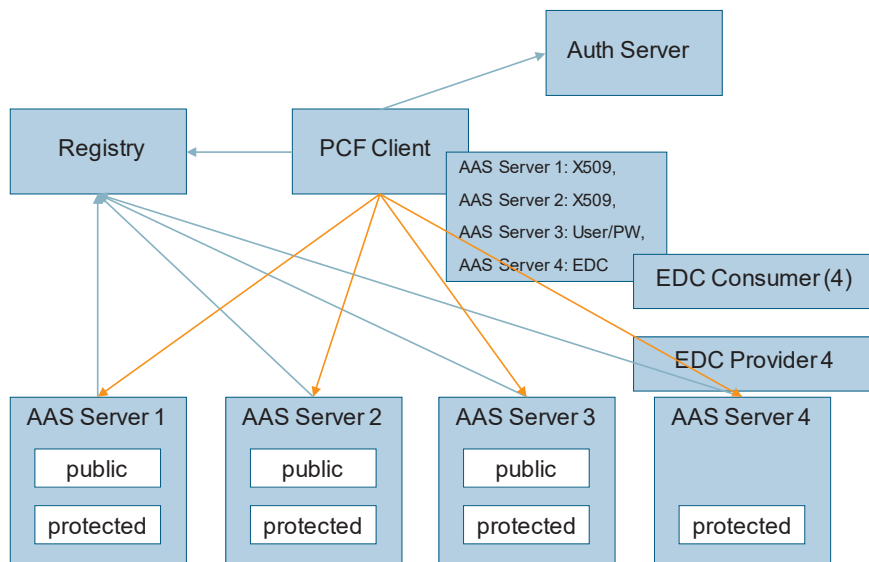 Auth Server
Registry
PCF Client
AAS Server 1: X509,
AAS Server 2: X509,
AAS Server 3: User/PW,
AAS Server 4: EDC
EDC Consumer (4)
EDC Provider 4
AAS Server 1
AAS Server 2
AAS Server 3
AAS Server 4
public
public
public
protected
protected
protected
protected